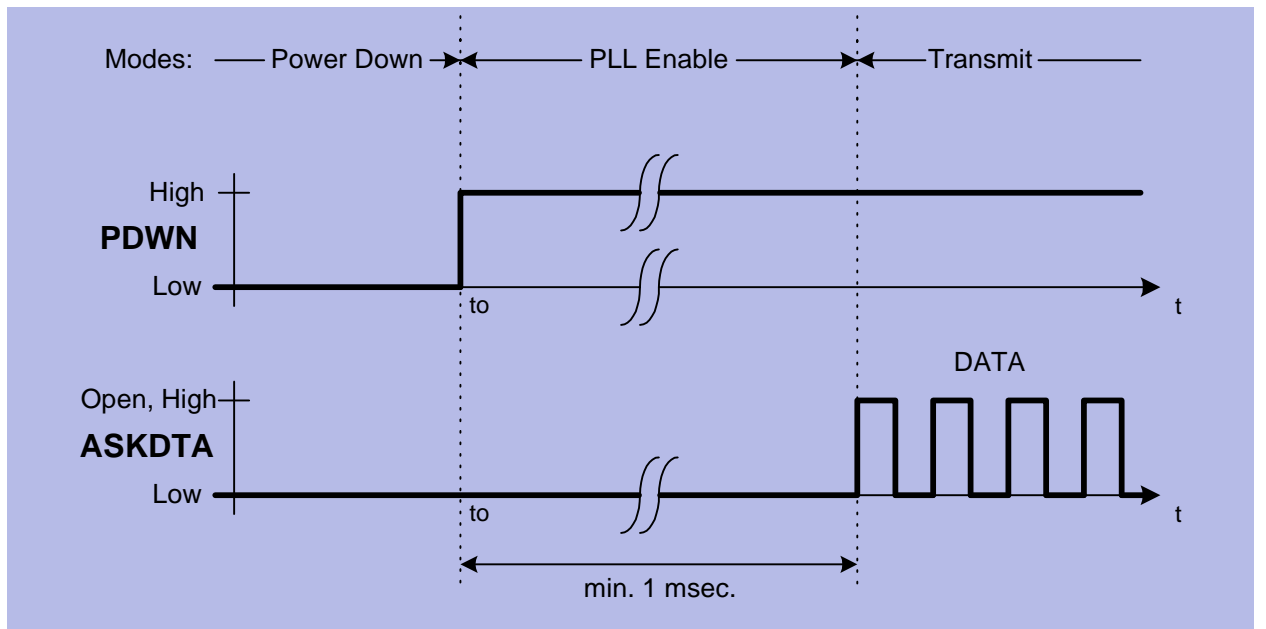 Modes: Power Down PLL Enable Transmit
High
PDWN
Low
to
t
DATA
Open, High
ASKDTA
Low
to
t
min. 1 msec.